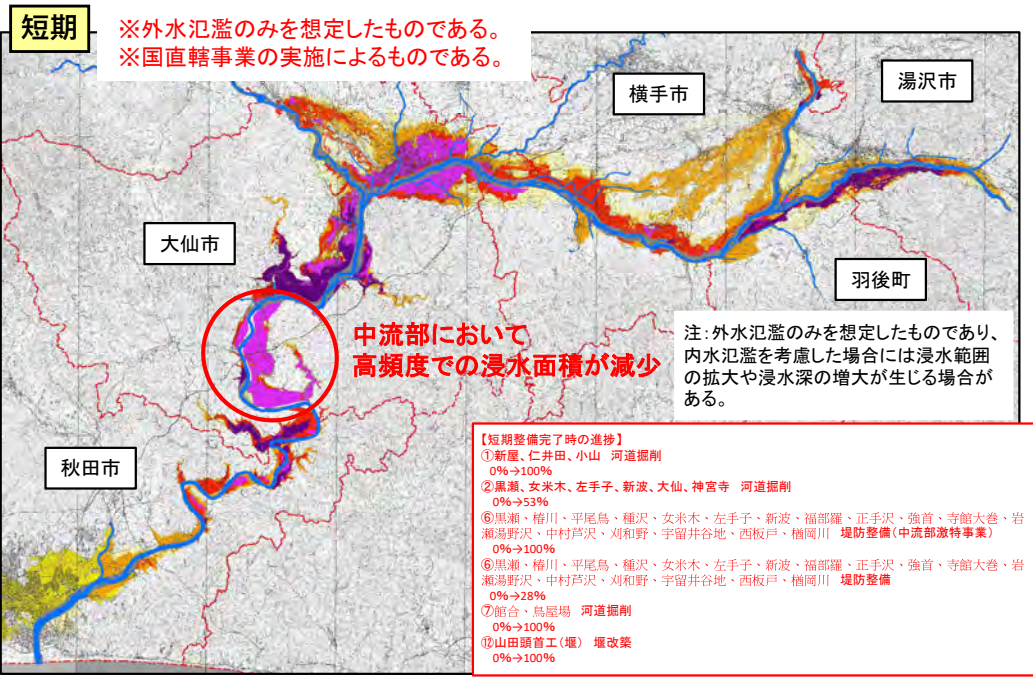 短期
※外水氾濫のみを想定したものである。
※国直轄事業の実施によるものである。
横手市
湯沢市
大仙市
羽後町
中流部において
高頻度での浸水面積が減少
注:外水氾濫のみを想定したものであり、
内水氾濫を考慮した場合には浸水範囲
の拡大や浸水深の増大が生じる場合が
ある。
秋田市
【短期整備完了時の進捗】
①新屋、仁井田、小山 河道掘削
0%→100%
②黒瀬、女米木、左手子、新波、大仙、神宮寺 河道掘削
0%→53%
⑥黒瀬、椿川、平尾鳥、種沢、女米木、左手子、新波、福部羅、正手沢、強首、寺館大巻、岩
瀬湯野沢、中村芦沢、刈和野、宇留井谷地、西板戸、楢岡川 堤防整備(中流部激特事業)
0%→100%
⑥黒瀬、椿川、平尾鳥、種沢、女米木、左手子、新波、福部羅、正手沢、強首、寺館大巻、岩
瀬湯野沢、中村芦沢、刈和野、宇留井谷地、西板戸、楢岡川 堤防整備
0%→28%
⑦館合、鳥屋場 河道掘削
0%→100%
⑫山田頭首工(堰) 堰改築
0%→100%